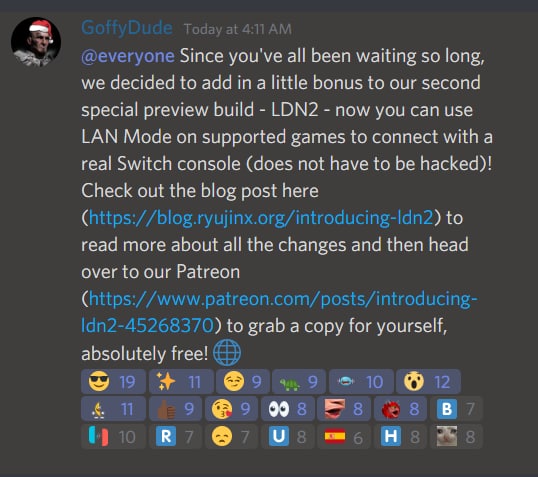 GoffyDude Today at 4:11 AM
@everyone Since you've all been waiting so long,
we decided to add in a little bonus to our second
special preview build - LDN2 - now you can use
LAN Mode on supported games to connect with a
real Switch console (does not have to be hacked)!
Check out the blog post here
(https://blog.ryujinx.org/introducing-ldn2) to
read more about all the changes and then head
over to our Patreon
(https://www.patreon.com/posts/introducing-
ldn2-45268370) to grab a copy for yourself,
absolutely free! 🌐
😎 19 ✨ 11 😏 9 🐢 9 🐟 10 😲 12
11 👍🏿 9 😘 9 👀 8 8 8 B 7
10 R 7 😞 7 U 8 🇪🇸 6 H 8 8